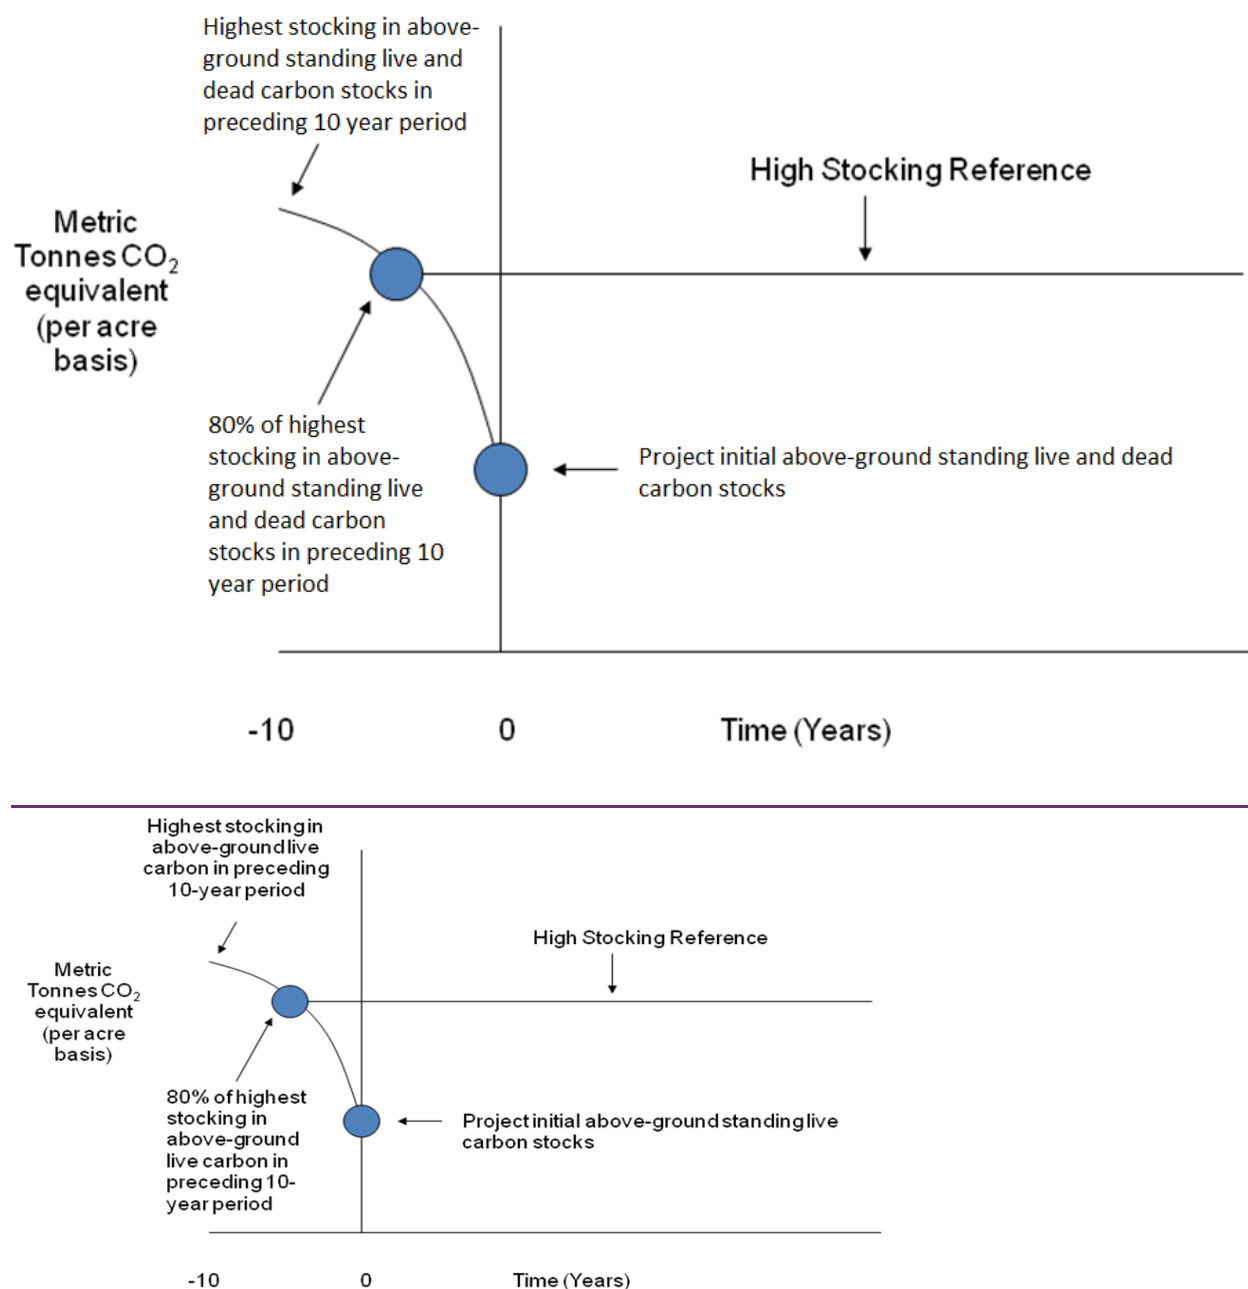 Highest stocking in above-
ground standing live and
dead carbon stocks in
preceding 10 year period
High Stocking Reference
Metric
Tonnes CO₂
equivalent
(per acre
basis)
80% of highest
stocking in above-
ground standing live
and dead carbon
stocks in preceding 10
year period
Project initial above-ground standing live and dead
carbon stocks
-10
0
Time (Years)
Highest stocking in
above-ground live
carbon in preceding
10-year period
High Stocking Reference
Metric
Tonnes CO₂
equivalent
(per acre
basis)
80% of highest
stocking in
above-ground
live carbon in
preceding 10-
year period
Project initial above-ground standing live
carbon stocks
-10
0
Time (Years)